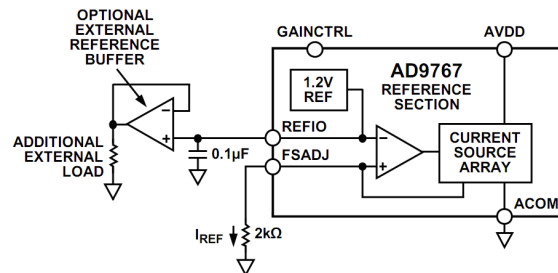 OPTIONAL
EXTERNAL
REFERENCE
BUFFER
GAINCTRL
AVDD
1.2V
REF
AD9767
REFERENCE
SECTION
–
+
ADDITIONAL
EXTERNAL
LOAD
0.1µF
REFIO
FSADJ
–
+
CURRENT
SOURCE
ARRAY
IREF
2kΩ
ACOM